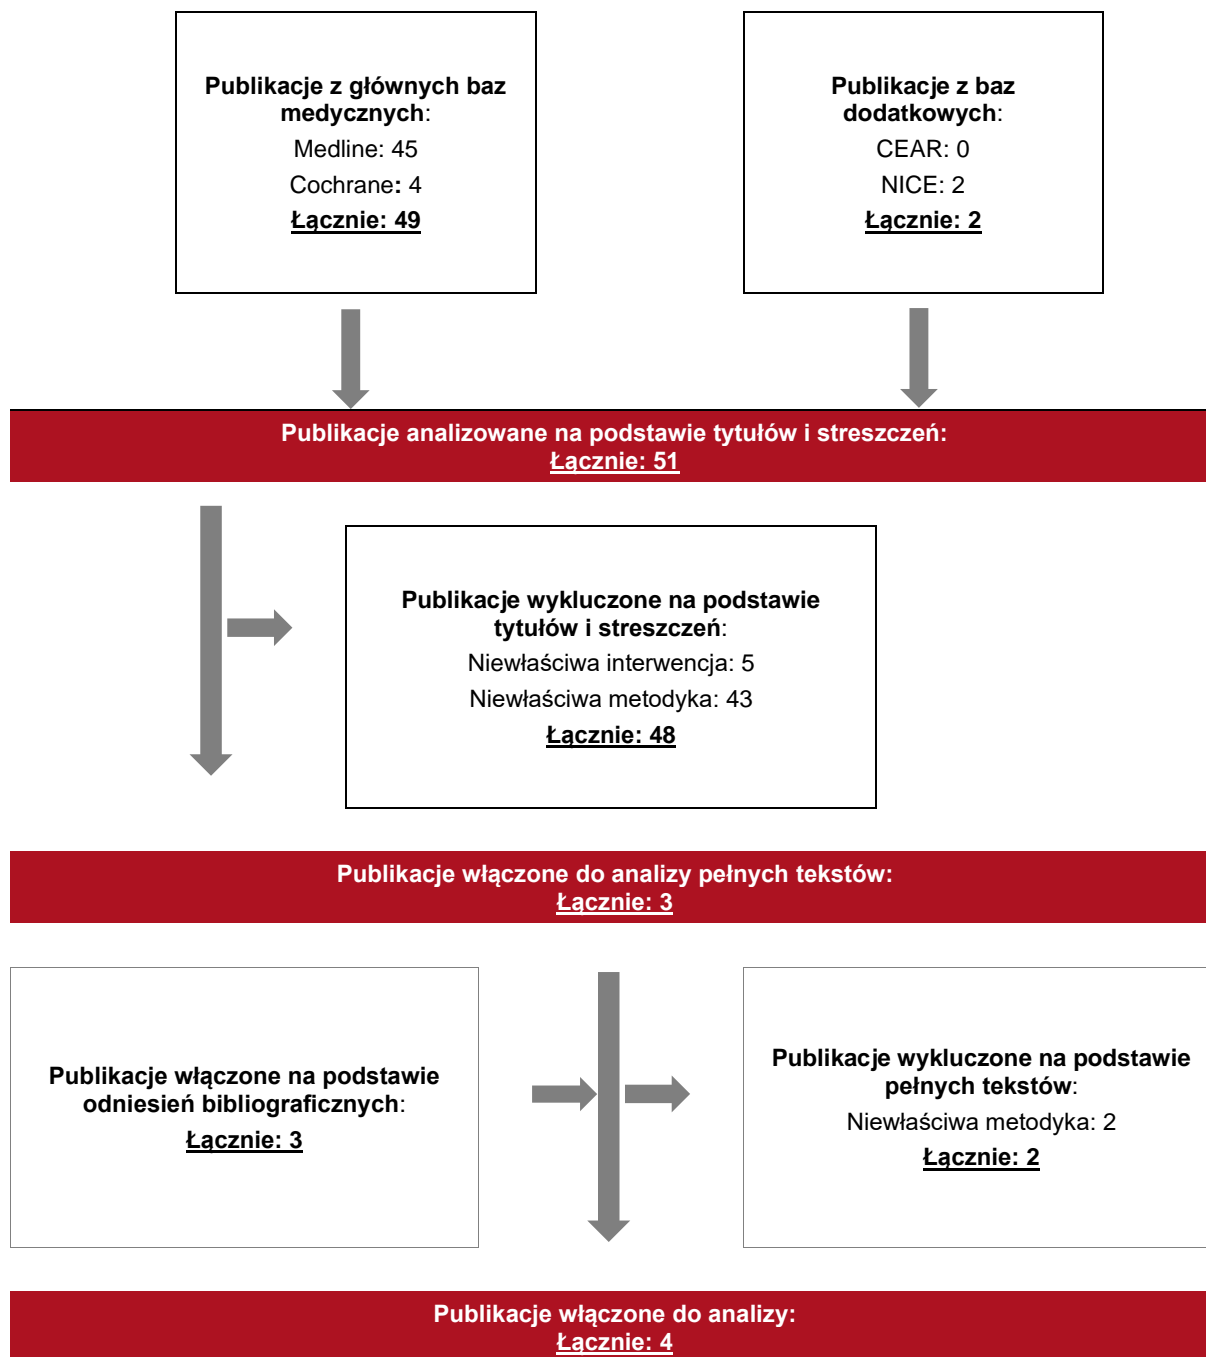 Publikacje z głównych baz
medycznych:
Medline: 45
Cochrane: 4
Łącznie: 49
Publikacje z baz
dodatkowych:
CEAR: 0
NICE: 2
Łącznie: 2
Publikacje analizowane na podstawie tytułów i streszczeń:
Łącznie: 51
Publikacje wykluczone na podstawie
tytułów i streszczeń:
Niewłaściwa interwencja: 5
Niewłaściwa metodyka: 43
Łącznie: 48
Publikacje włączone do analizy pełnych tekstów:
Łącznie: 3
Publikacje włączone na podstawie
odniesień bibliograficznych:
Łącznie: 3
Publikacje wykluczone na podstawie
pełnych tekstów:
Niewłaściwa metodyka: 2
Łącznie: 2
Publikacje włączone do analizy:
Łącznie: 4